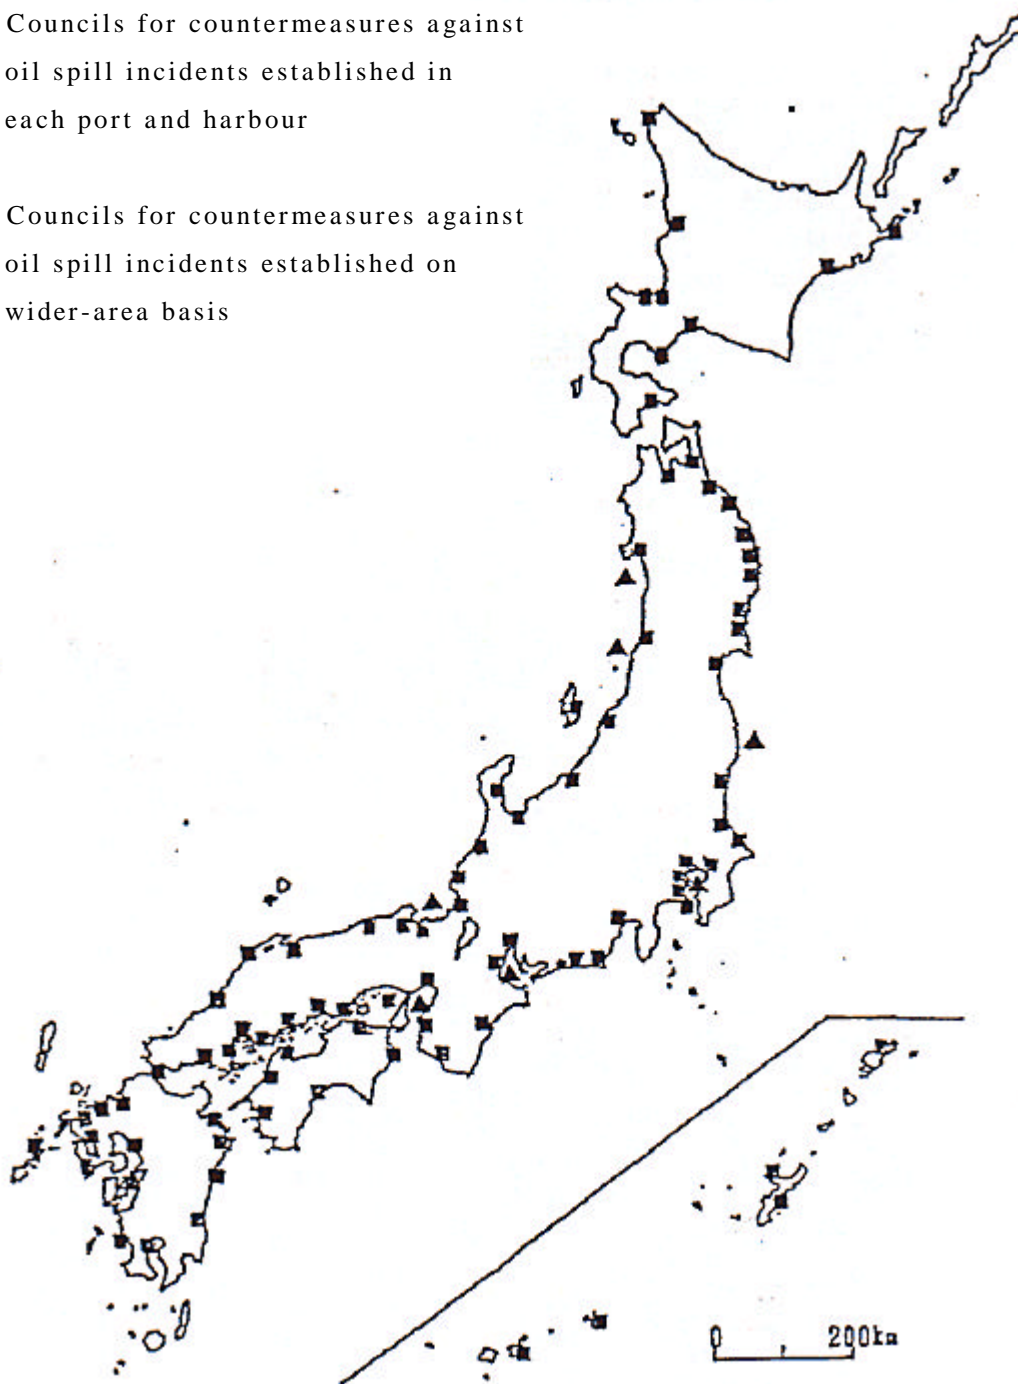 Councils for countermeasures against
oil spill incidents established in
each port and harbour
Councils for countermeasures against
oil spill incidents established on
wider-area basis
0 200km